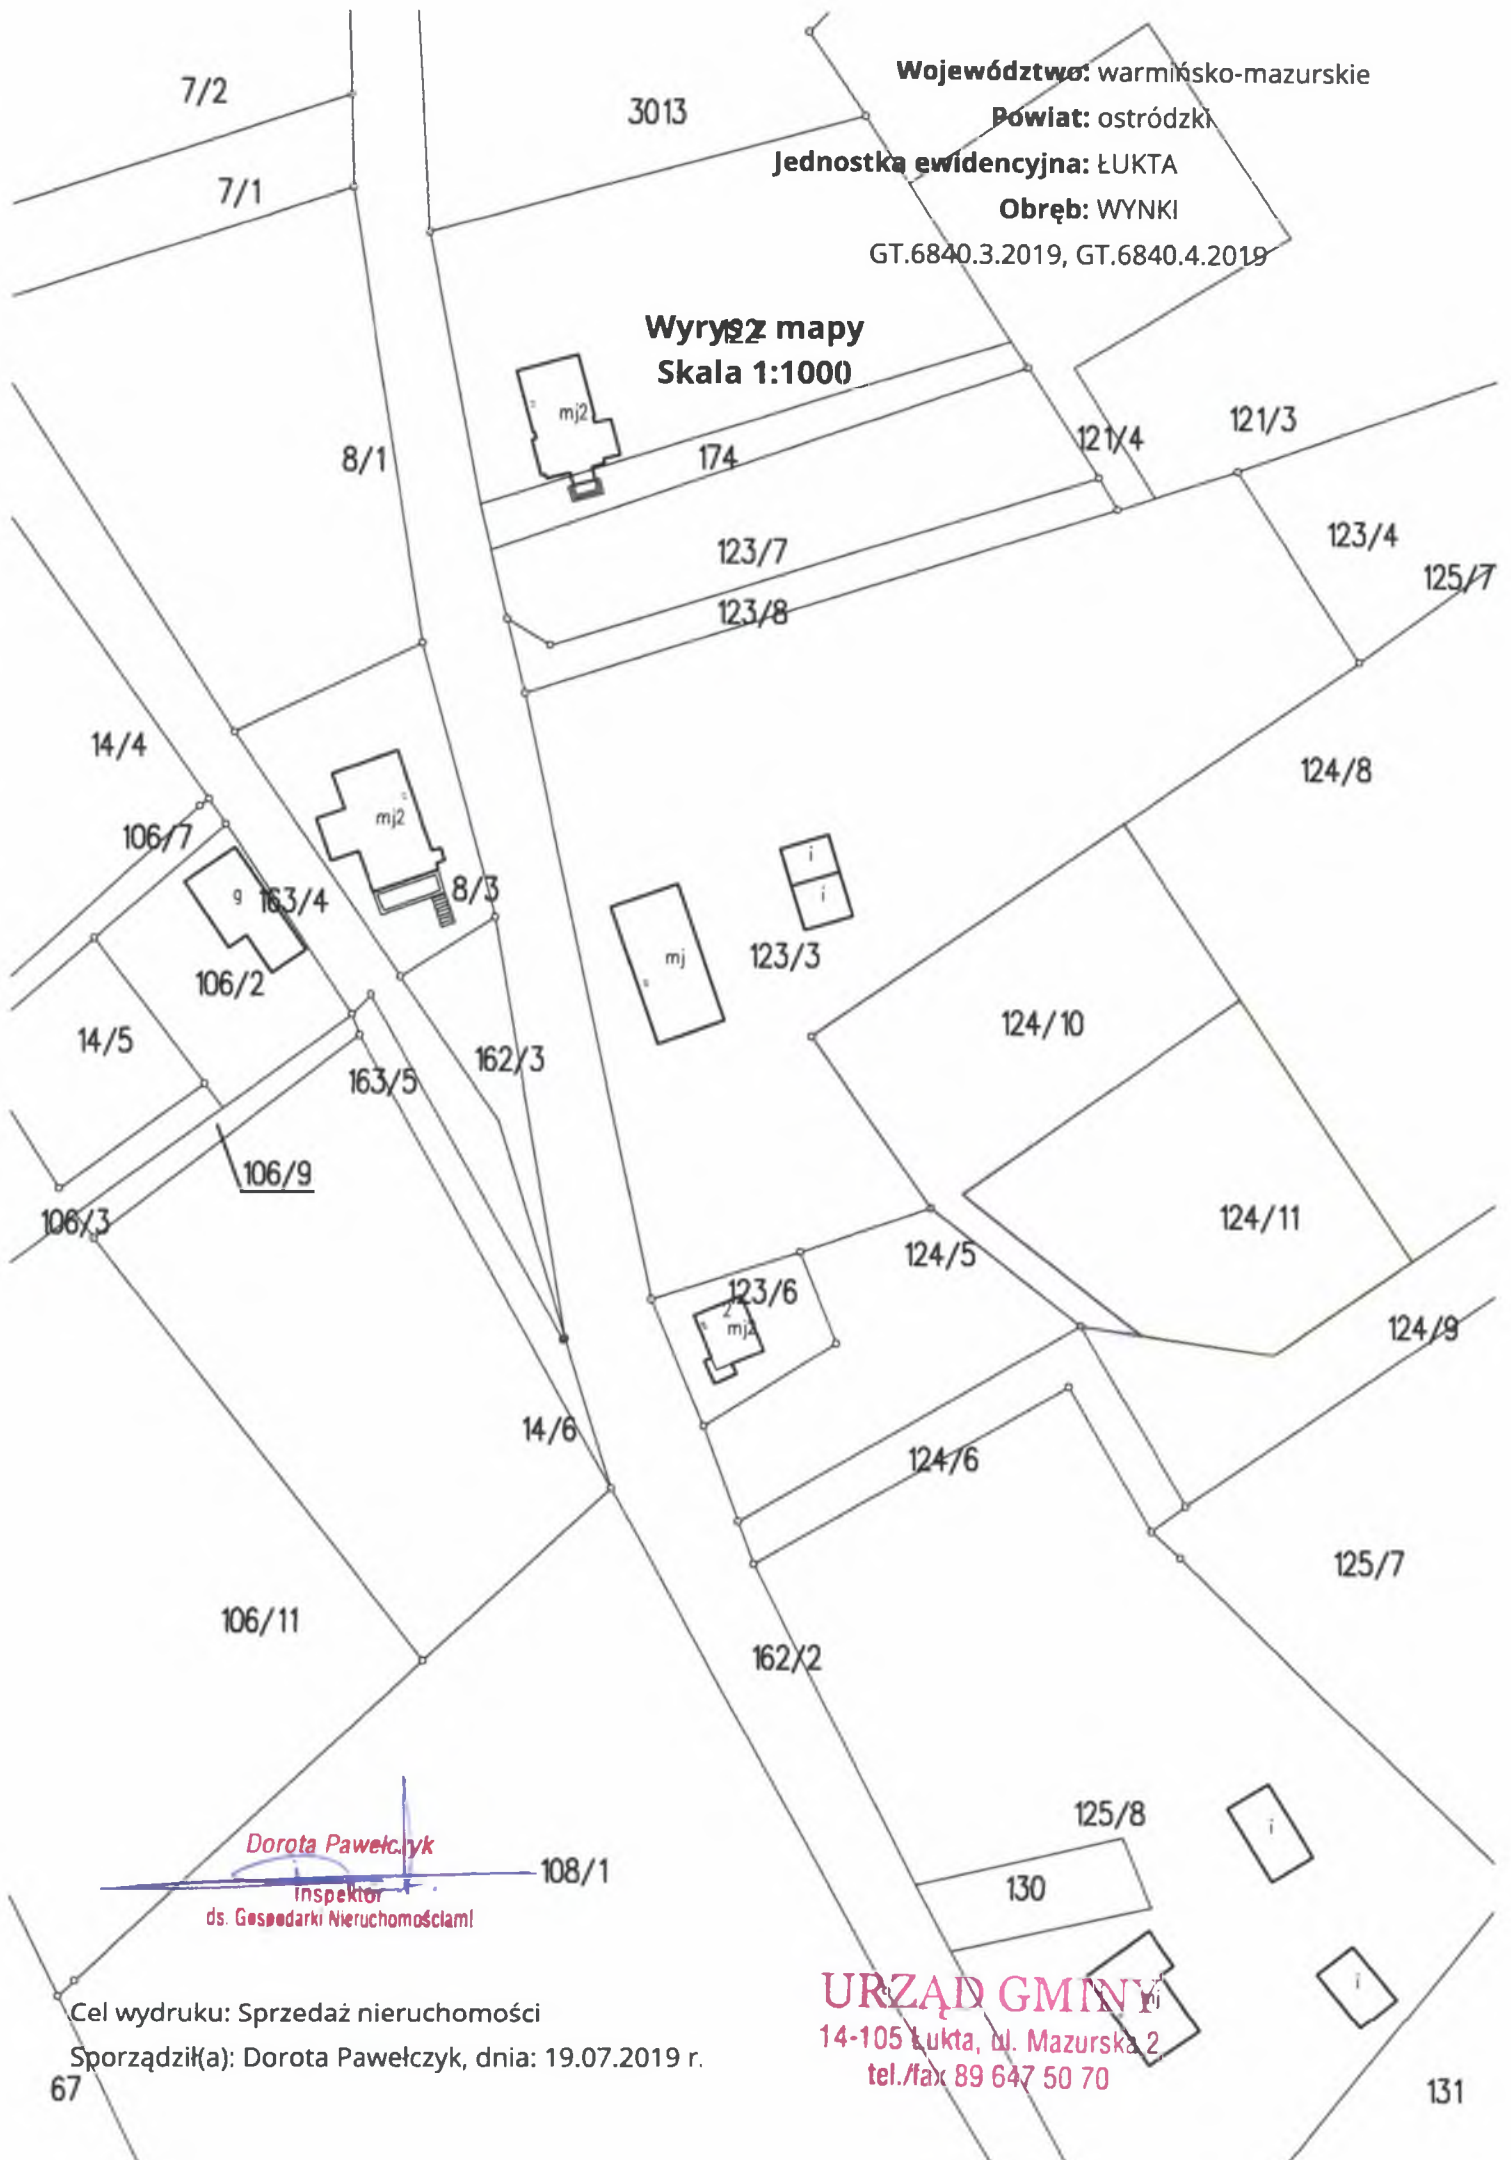 7/2
3013
Województwo: warmińsko-mazurskie
Powiat: ostródzki
7/1
Jednostka ewidencyjna: ŁUKTA
Obręb: WYNKI
GT.6840.3.2019, GT.6840.4.2019
122
Wyrys z mapy
Skala 1:1000
mj2
8/1
174
121/4
121/3
123/7
123/4
125/7
123/8
14/4
124/8
106/7
mj2
i
i
g
163/4
8/3
106/2
mj
123/3
14/5
124/10
162/3
163/5
106/9
106/3
124/11
124/5
123/6
2
mj2
124/9
14/6
124/6
125/7
106/11
162/2
125/8
i
Dorota Pawełczyk
108/1
Inspektor
130
ds. Gospodarki Nieruchomościami
i
Cel wydruku: Sprzedaż nieruchomości
URZĄD GMINY
mj
14-105 Łukta, ul. Mazurska 2
Sporządził(a): Dorota Pawełczyk, dnia: 19.07.2019 r.
tel./fax 89 647 50 70
67
131